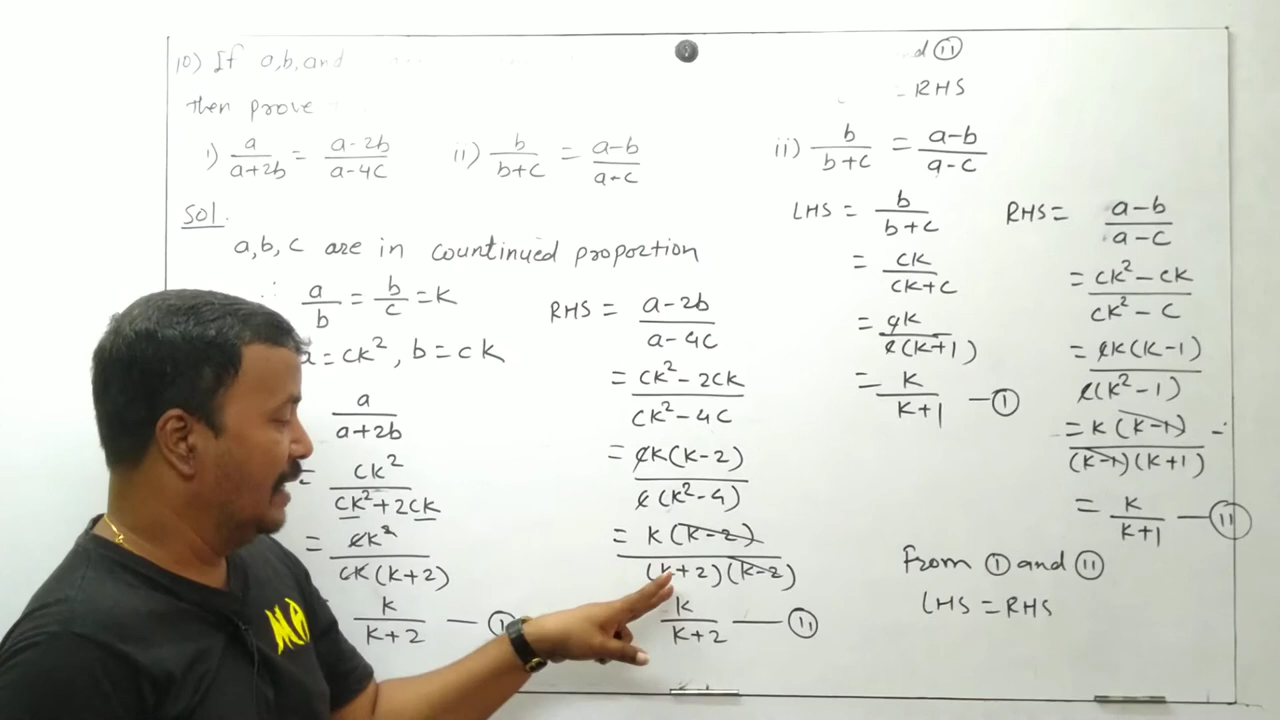 10) If a,b,and
then prove
i) a/(a+2b) = (a-2b)/(a-4c) ii) b/(b+c) = (a-b)/(a-c)
Sol.
a,b,c are in countinued proportion
∴ a/b = b/c = k
a = ck², b = ck
a/(a+2b)
= ck²/(ck²+2ck)
= ck²/(ck(k+2))
k/(k+2) — ①
RHS = (a-2b)/(a-4c)
= (ck²-2ck)/(ck²-4c)
= ck(k-2)/(c(k²-4))
= k(k-2)/((k+2)(k-2))
k/(k+2) — ⑪
d ⑪
RHS
ii) b/(b+c) = (a-b)/(a-c)
LHS = b/(b+c)
= ck/(ck+c)
= ck/(c(k+1))
= k/(k+1) — ①
RHS = (a-b)/(a-c)
= (ck²-ck)/(ck²-c)
= ck(k-1)/(c(k²-1))
= k(k-1)/((k-1)(k+1))
= k/(k+1) — ⑪
From ① and ⑪
LHS = RHS
MA